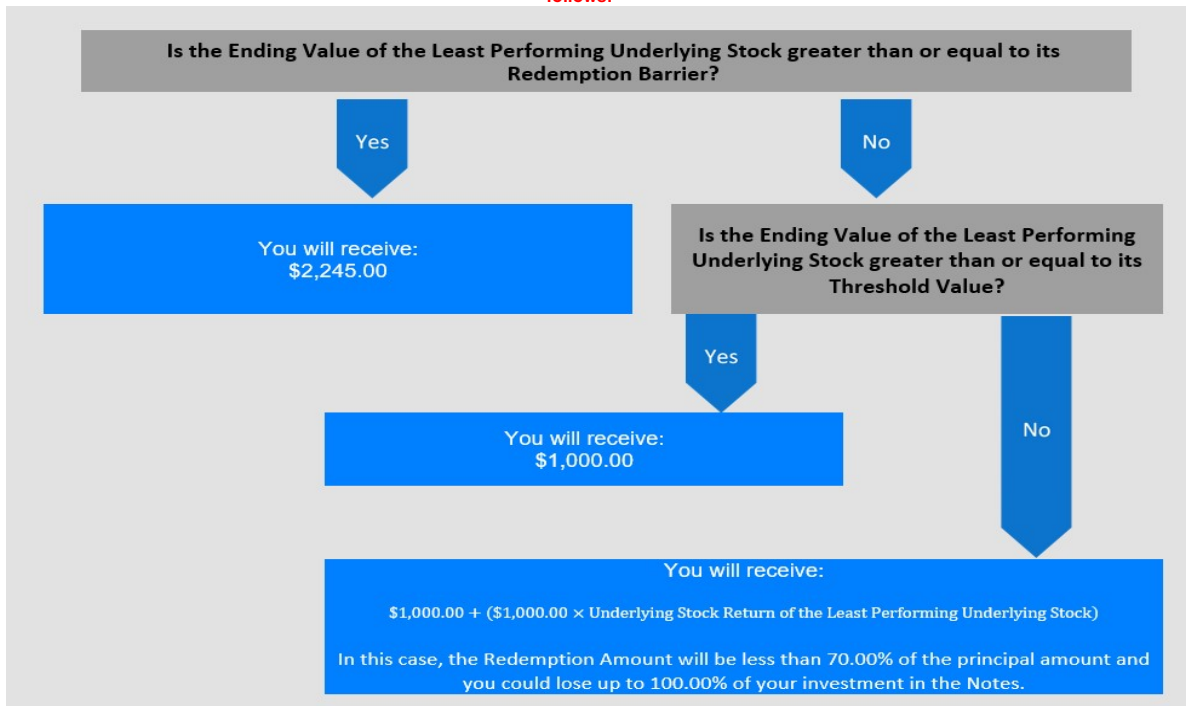 follows:
Is the Ending Value of the Least Performing Underlying Stock greater than or equal to its
Redemption Barrier?
Yes
No
You will receive:
$2,245.00
Is the Ending Value of the Least Performing
Underlying Stock greater than or equal to its
Threshold Value?
Yes
No
You will receive:
$1,000.00
You will receive:
$1,000.00 + ($1,000.00 × Underlying Stock Return of the Least Performing Underlying Stock)
In this case, the Redemption Amount will be less than 70.00% of the principal amount and
you could lose up to 100.00% of your investment in the Notes.